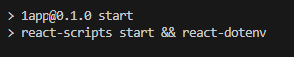 > 1app@0.1.0 start
> react-scripts start && react-dotenv